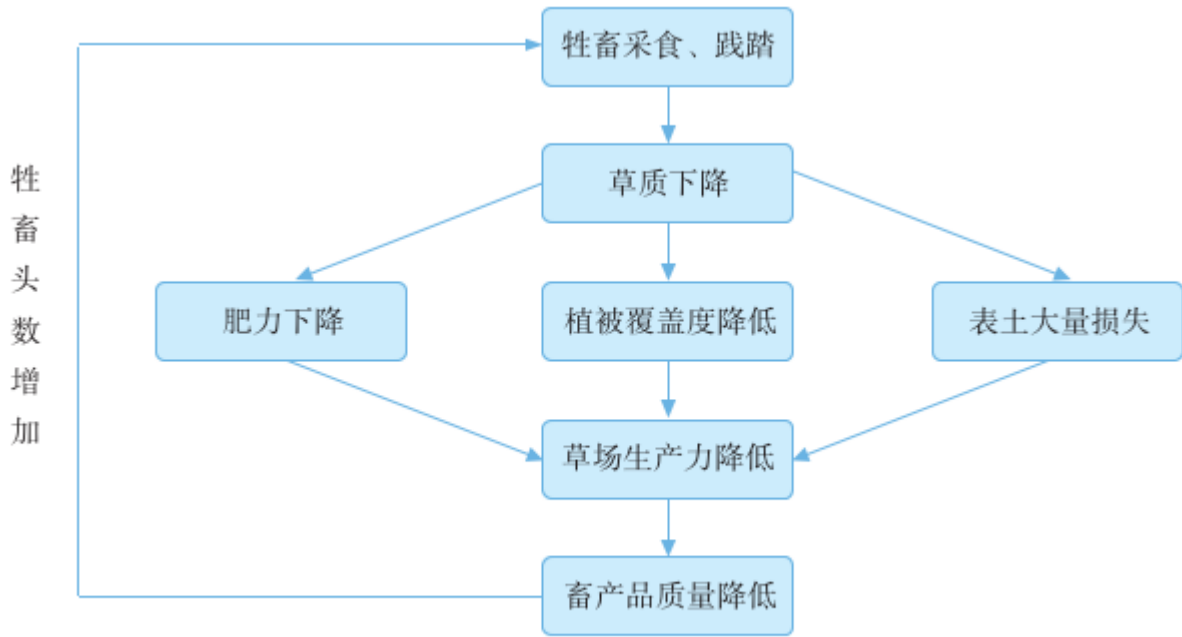 牲畜采食、践踏
草质下降
肥力下降
植被覆盖度降低
表土大量损失
草场生产力降低
畜产品质量降低
牲畜头数增加